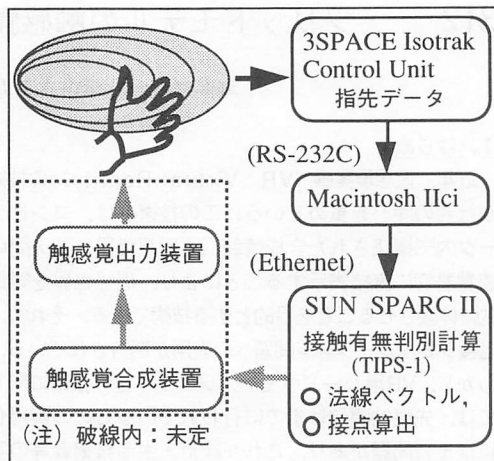 3SPACE Isotrak
Control Unit
指先データ
(RS-232C)
Macintosh IIci
(Ethernet)
SUN SPARC II
接触有無判別計算
(TIPS-1)
法線ベクトル,
接点算出
触感覚出力装置
触感覚合成装置
(注）破線内：未定